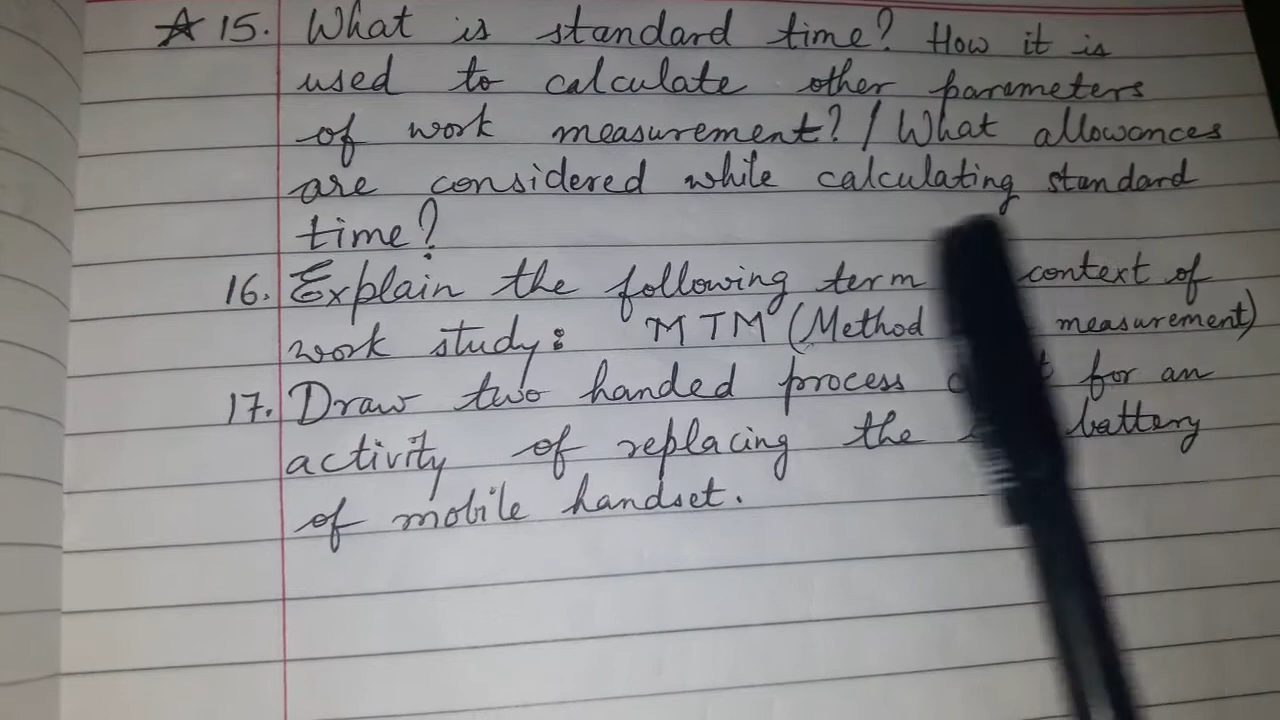 ☆ 15. What is standard time? How it is
used to calculate other parameters
of work measurement? / What allowances
are considered while calculating standard
time?
16. Explain the following term context of
work study: MTM (Method measurement)
17. Draw two handed process for an
activity of replacing the battery
of mobile handset.